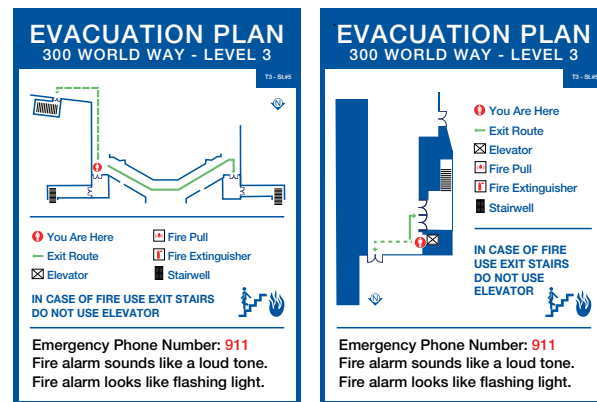 EVACUATION PLAN
300 WORLD WAY - LEVEL 3
T3 - St.#5
N
You Are Here
Exit Route
Elevator
Fire Pull
Fire Extinguisher
Stairwell
IN CASE OF FIRE USE EXIT STAIRS
DO NOT USE ELEVATOR
Emergency Phone Number: 911
Fire alarm sounds like a loud tone.
Fire alarm looks like flashing light.
EVACUATION PLAN
300 WORLD WAY - LEVEL 3
T3 - St.#5
You Are Here
Exit Route
Elevator
Fire Pull
Fire Extinguisher
Stairwell
IN CASE OF FIRE
USE EXIT STAIRS
DO NOT USE
ELEVATOR
N
Emergency Phone Number: 911
Fire alarm sounds like a loud tone.
Fire alarm looks like flashing light.